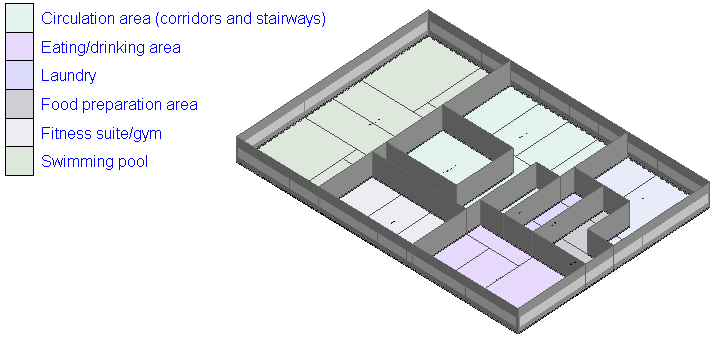 Circulation area (corridors and stairways)
Eating/drinking area
Laundry
Food preparation area
Fitness suite/gym
Swimming pool